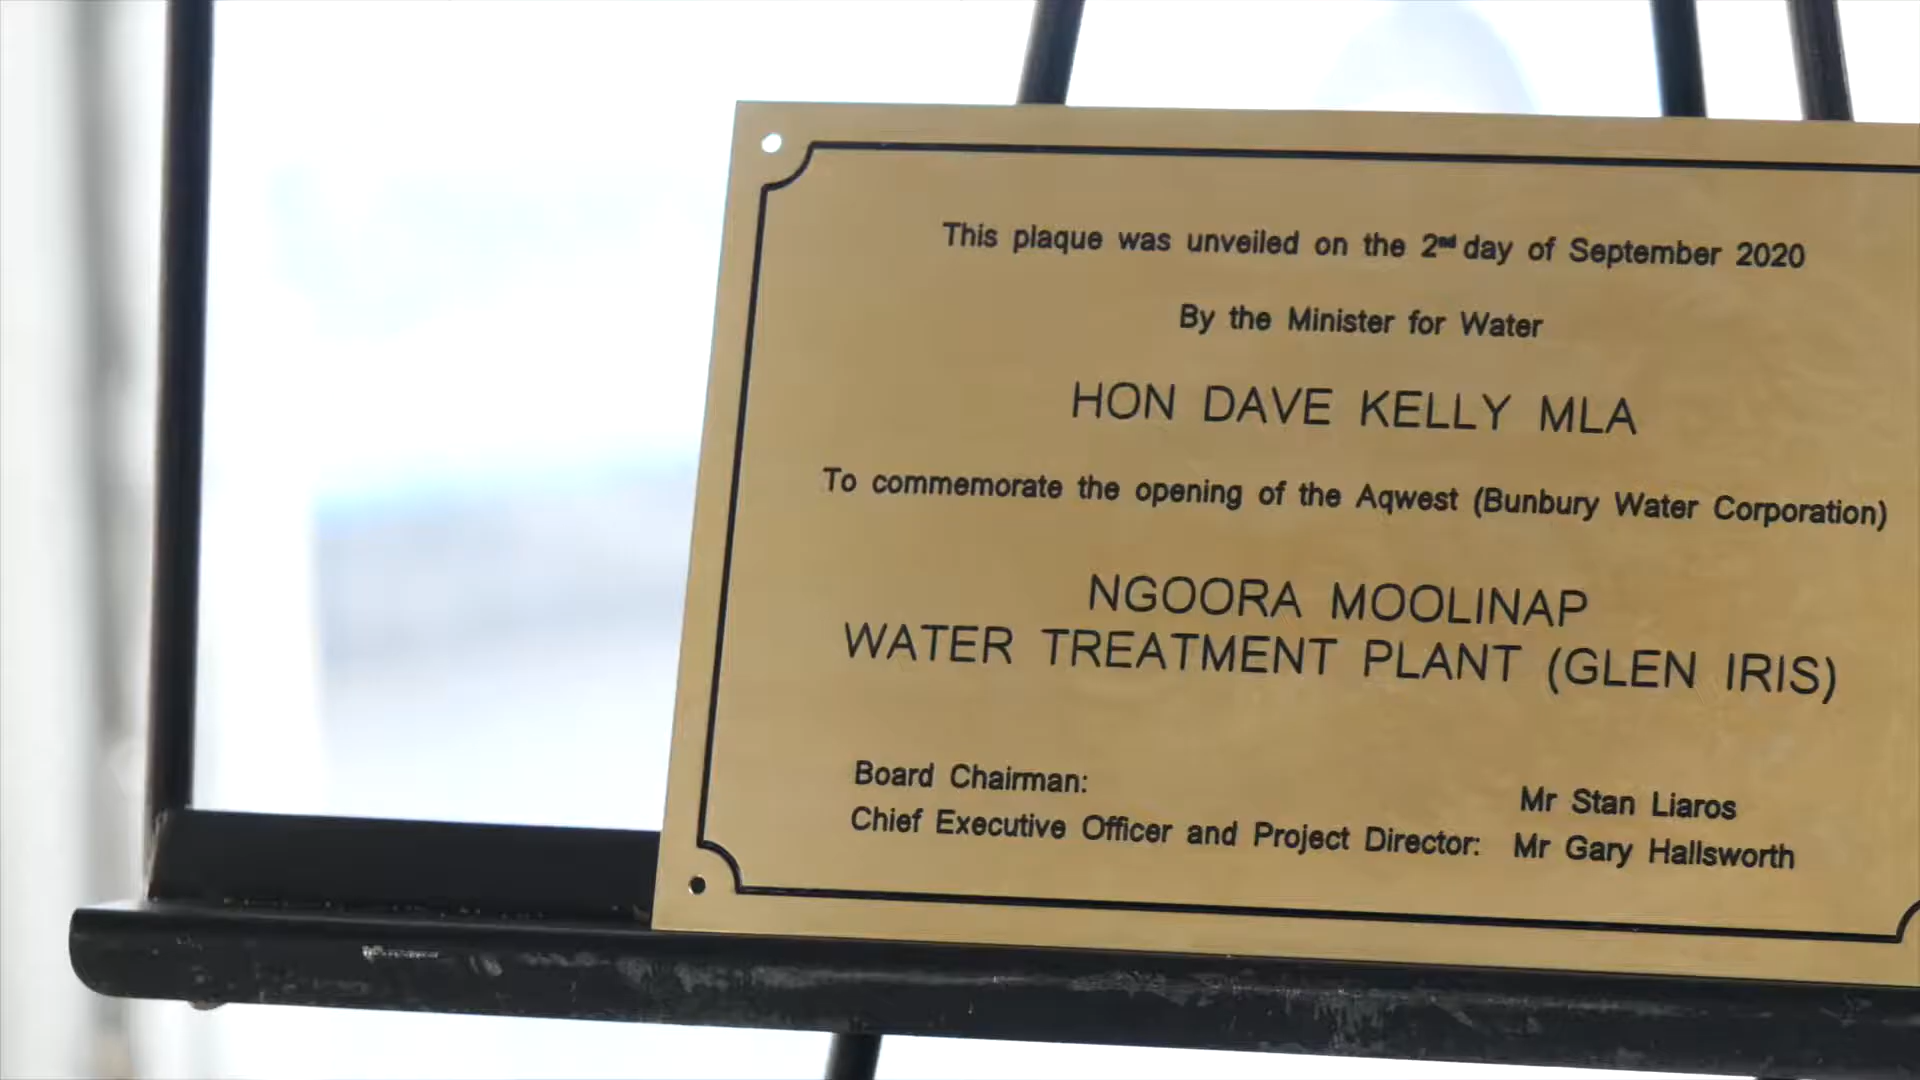 This plaque was unveiled on the 2nd day of September 2020
By the Minister for Water
HON DAVE KELLY MLA
To commemorate the opening of the Aqwest (Bunbury Water Corporation)
NGOORA MOOLINAP
WATER TREATMENT PLANT (GLEN IRIS)
Board Chairman: Mr Stan Liaros
Chief Executive Officer and Project Director: Mr Gary Hallsworth